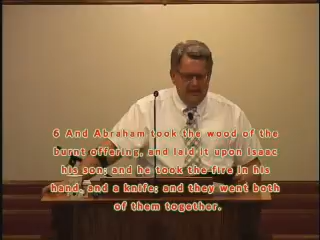 6 And Abraham took the wood of the
burnt offering, and laid it upon Isaac
his son; and he took the fire in his
hand, and a knife; and they went both
of them together.